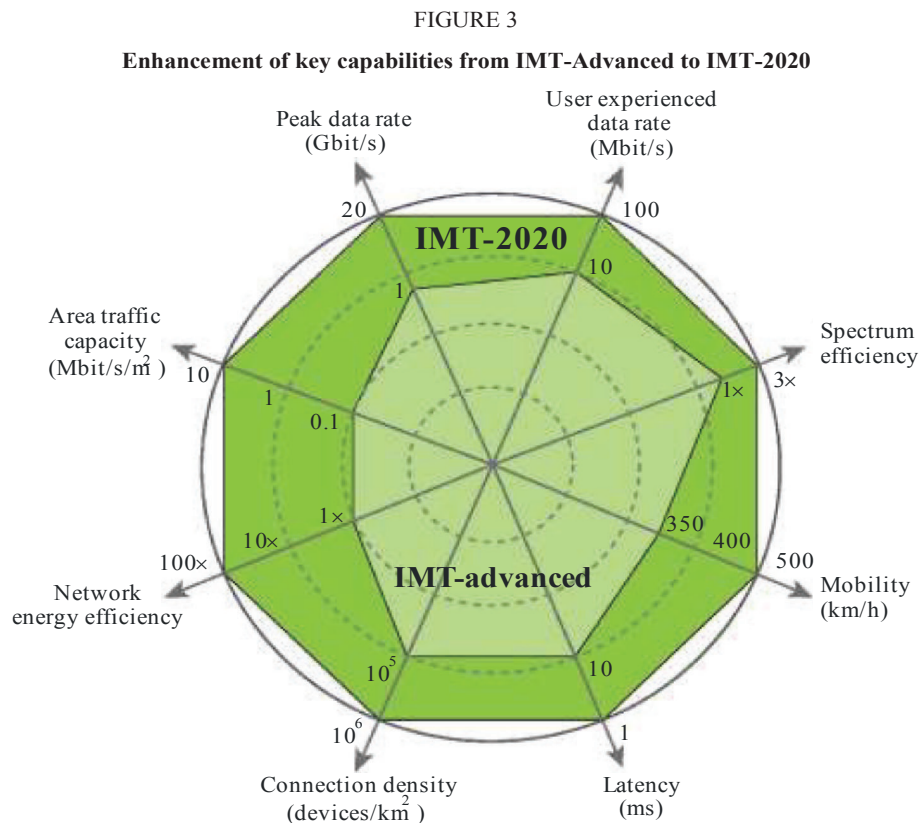 FIGURE 3
Enhancement of key capabilities from IMT-Advanced to IMT-2020
Peak data rate
(Gbit/s)
User experienced
data rate
(Mbit/s)
20
100
IMT-2020
1
10
Area traffic
capacity
(Mbit/s/m²)
10
1
0.1
Spectrum
efficiency
1×
3×
350
400
500
Mobility
(km/h)
1×
10×
100×
Network
energy efficiency
IMT-advanced
10⁵
10
10⁶
1
Connection density
(devices/km²)
Latency
(ms)